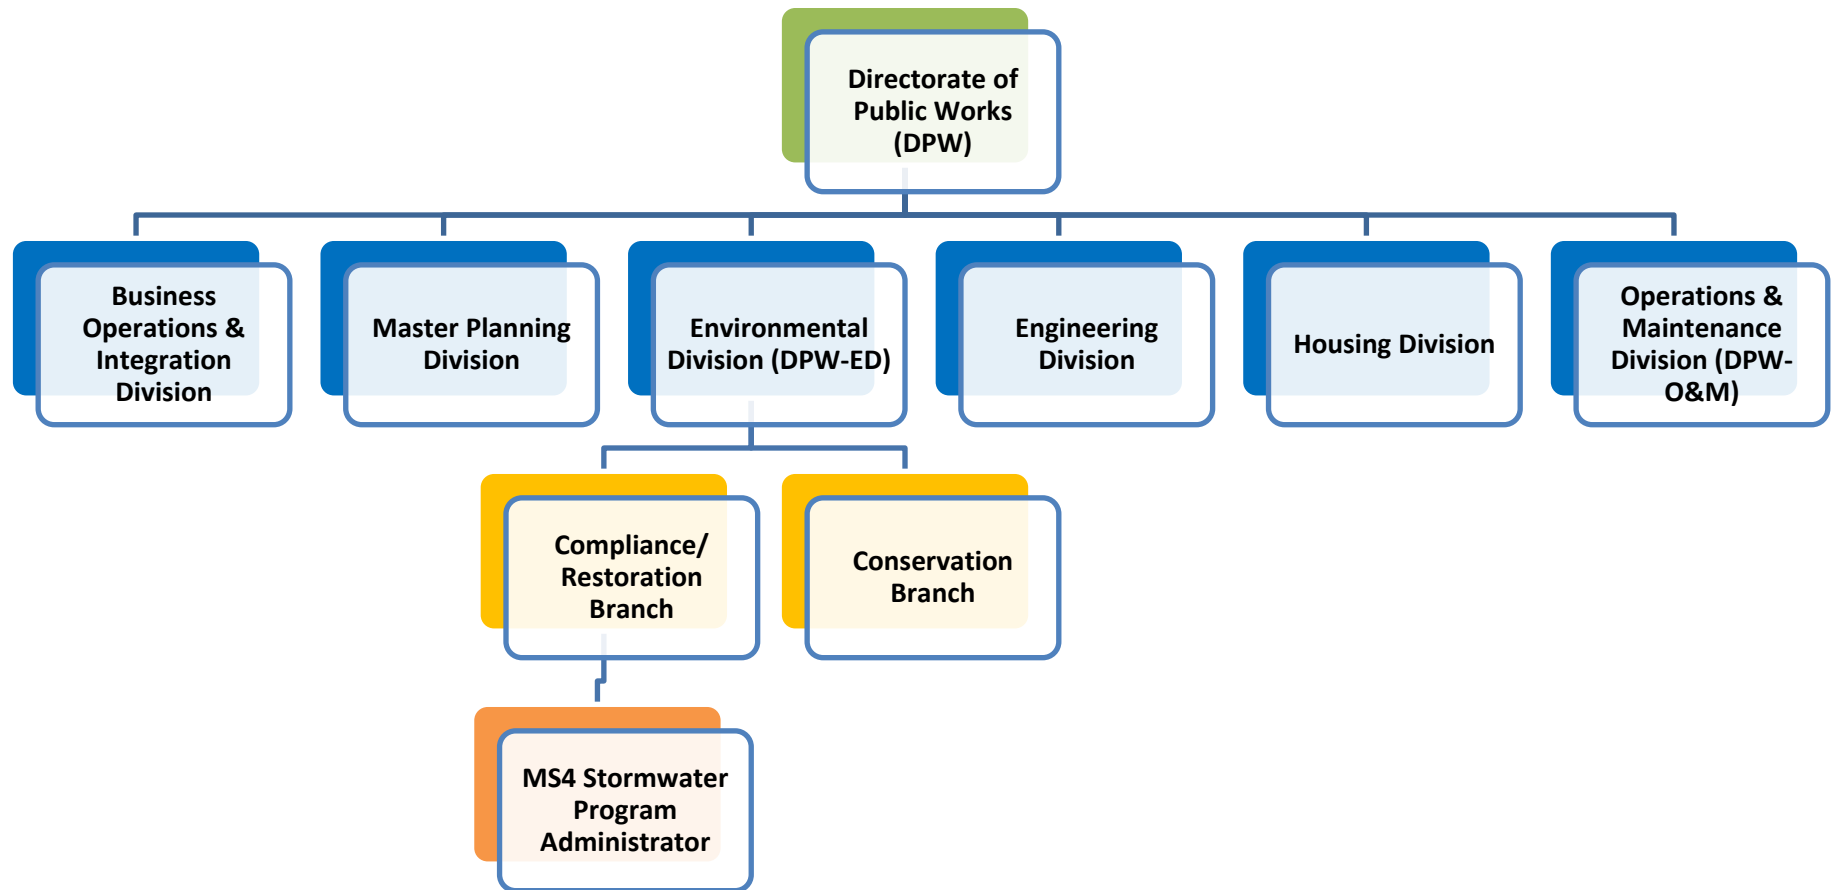 Directorate of
Public Works
(DPW)
Business
Operations &
Integration
Division
Master Planning
Division
Environmental
Division (DPW-ED)
Engineering
Division
Housing Division
Operations &
Maintenance
Division (DPW-
O&M)
Compliance/
Restoration
Branch
Conservation
Branch
MS4 Stormwater
Program
Administrator